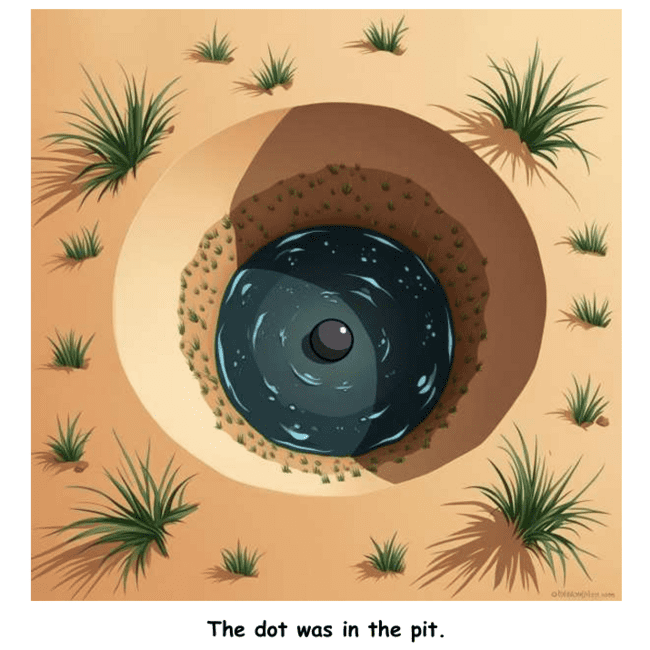 The dot was in the pit.